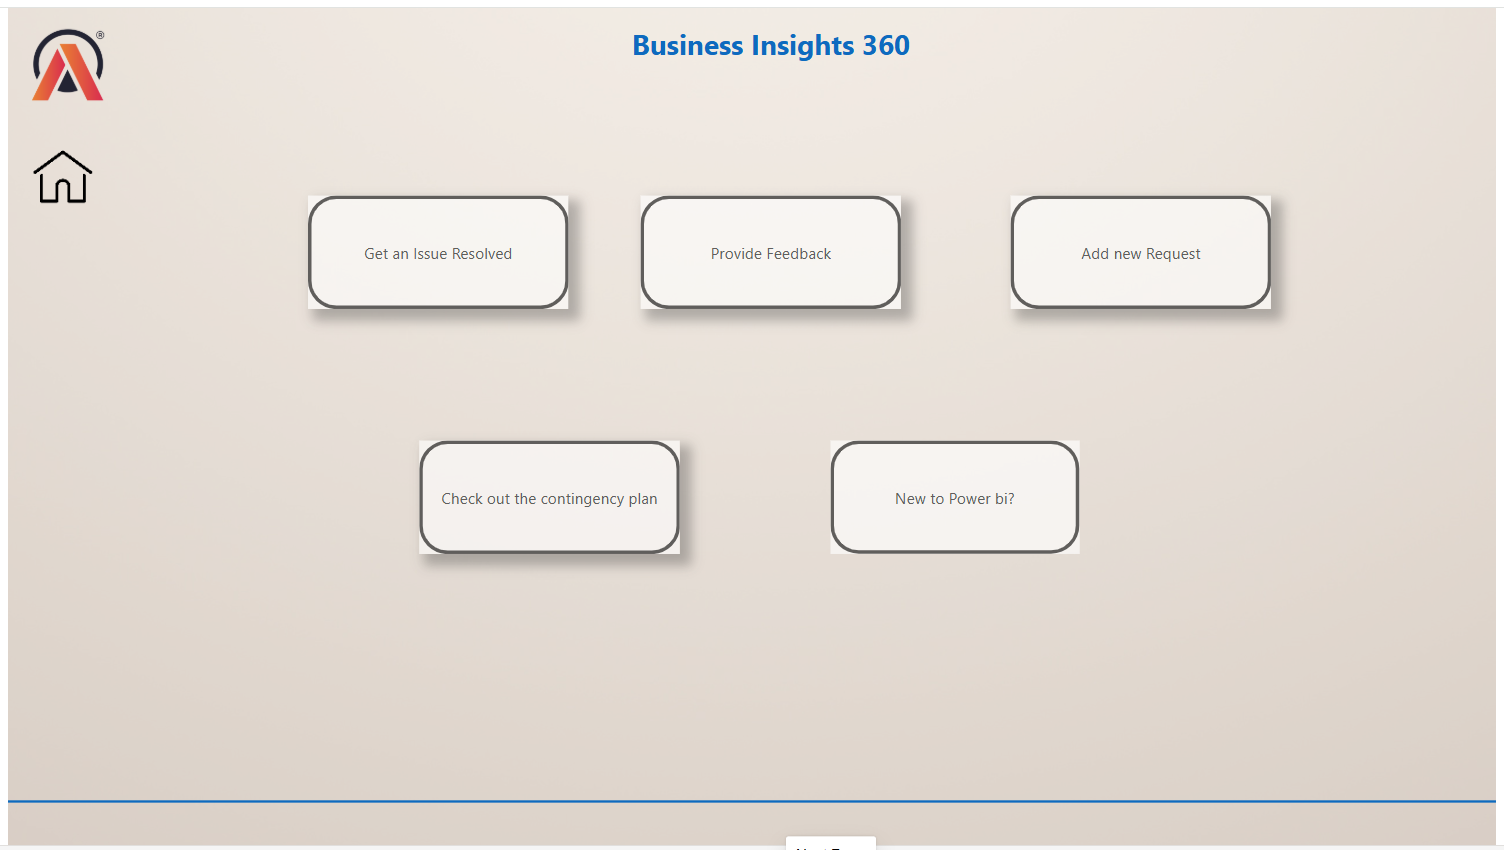 ®
Business Insights 360
Get an Issue Resolved
Provide Feedback
Add new Request
Check out the contingency plan
New to Power bi?